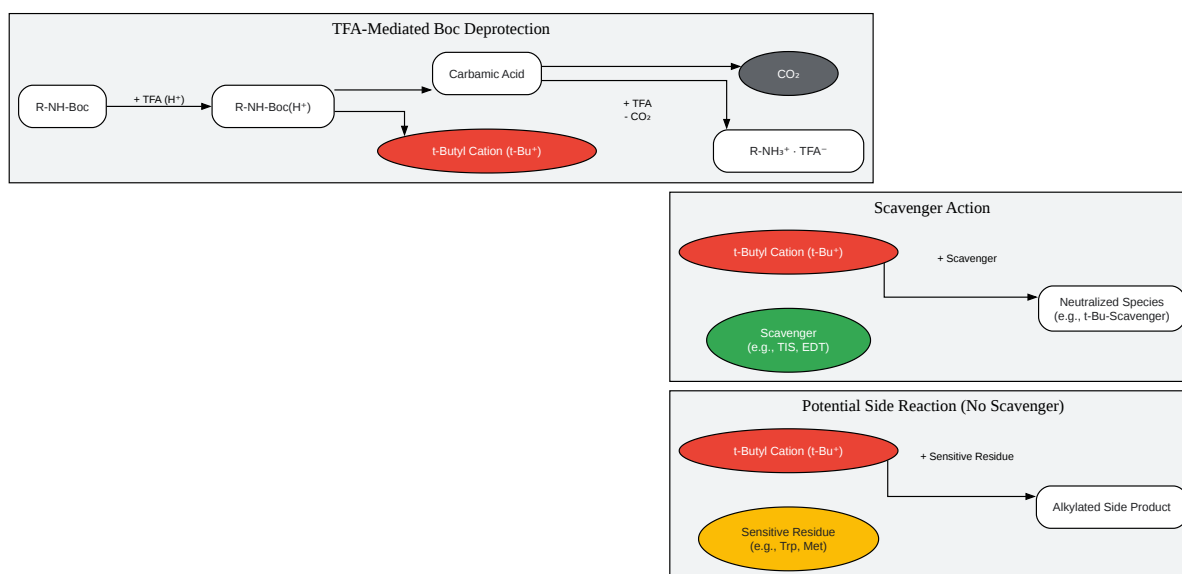 TFA-Mediated Boc Deprotection
R-NH-Boc
+ TFA (H⁺)
R-NH-Boc(H⁺)
Carbamic Acid
t-Butyl Cation (t-Bu⁺)
+ TFA
- CO₂
CO₂
R-NH₃⁺ · TFA⁻
Scavenger Action
t-Butyl Cation (t-Bu⁺)
+ Scavenger
Neutralized Species
(e.g., t-Bu-Scavenger)
Scavenger
(e.g., TIS, EDT)
Potential Side Reaction (No Scavenger)
t-Butyl Cation (t-Bu⁺)
+ Sensitive Residue
Alkylated Side Product
Sensitive Residue
(e.g., Trp, Met)